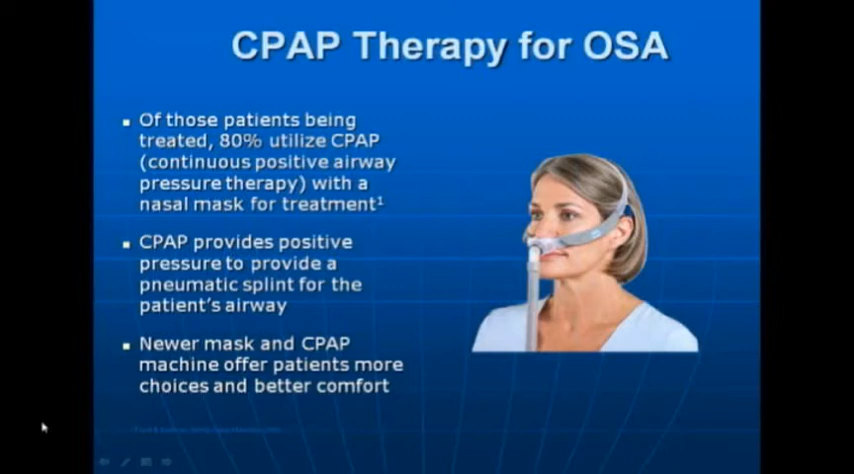 CPAP Therapy for OSA
Of those patients being
treated, 80% utilize CPAP
(continuous positive airway
pressure therapy) with a
nasal mask for treatment¹
CPAP provides positive
pressure to provide a
pneumatic splint for the
patient's airway
Newer mask and CPAP
machine offer patients more
choices and better comfort